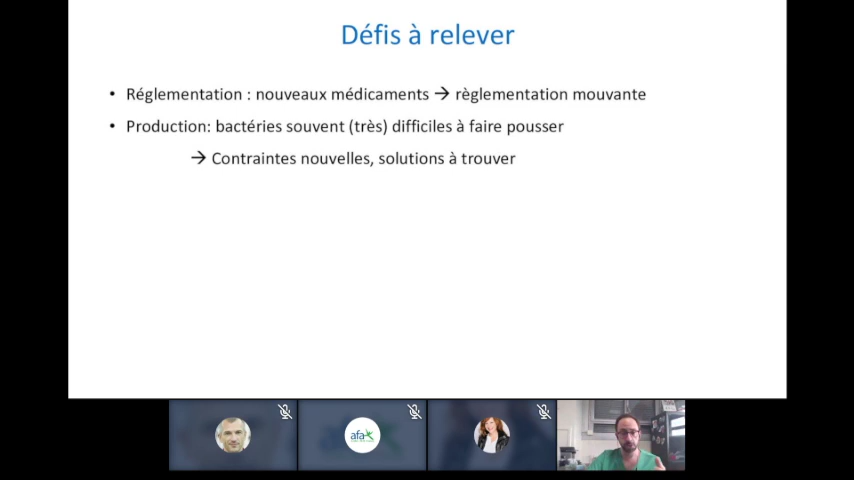 Défis à relever
• Réglementation : nouveaux médicaments → règlementation mouvante
• Production: bactéries souvent (très) difficiles à faire pousser
→ Contraintes nouvelles, solutions à trouver
afa